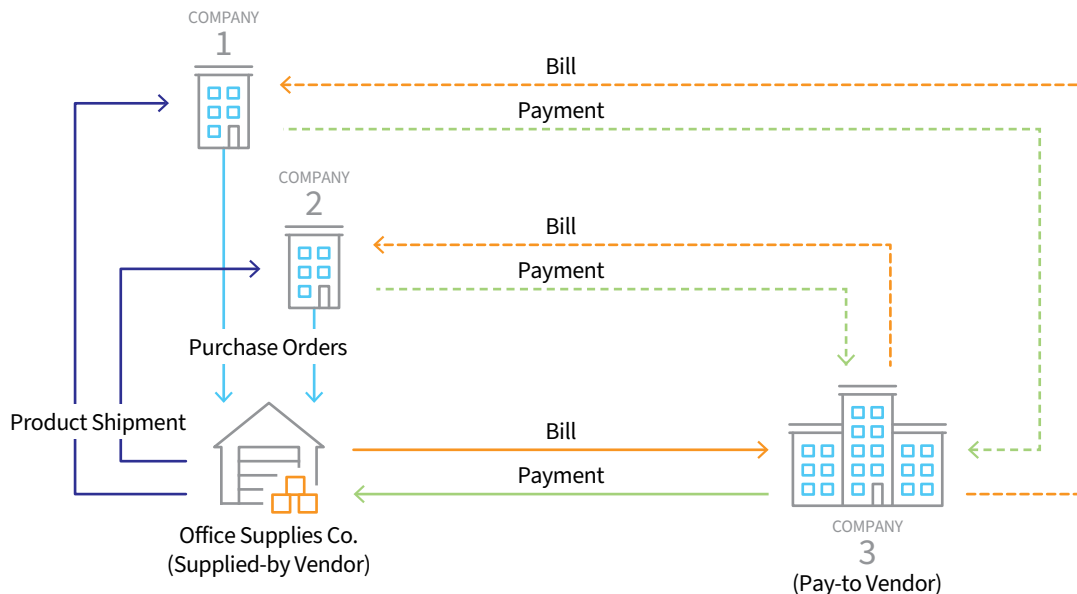 COMPANY
1
Bill
Payment
COMPANY
2
Bill
Payment
Purchase Orders
Product Shipment
Bill
Payment
Office Supplies Co.
(Supplied-by Vendor)
COMPANY
3
(Pay-to Vendor)